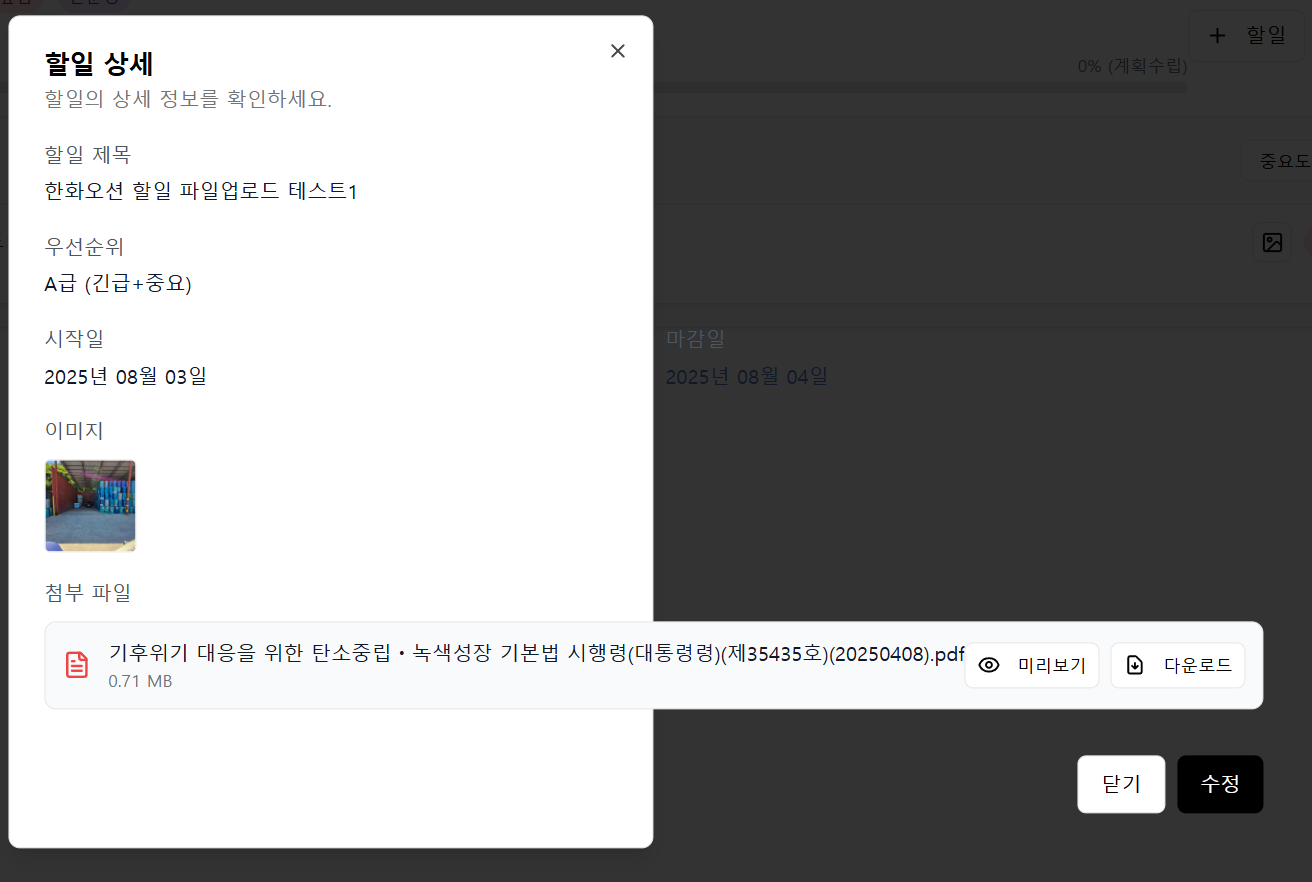 할일
0% (계획수립)
할일 상세
할일의 상세 정보를 확인하세요.
할일 제목
한화오션 할일 파일업로드 테스트1
중요도
우선순위
A급 (긴급+중요)
시작일
마감일
2025년 08월 03일
2025년 08월 04일
이미지
첨부 파일
기후위기 대응을 위한 탄소중립・녹색성장 기본법 시행령(대통령령)(제35435호)(20250408).pdf
0.71 MB
미리보기
다운로드
닫기
수정